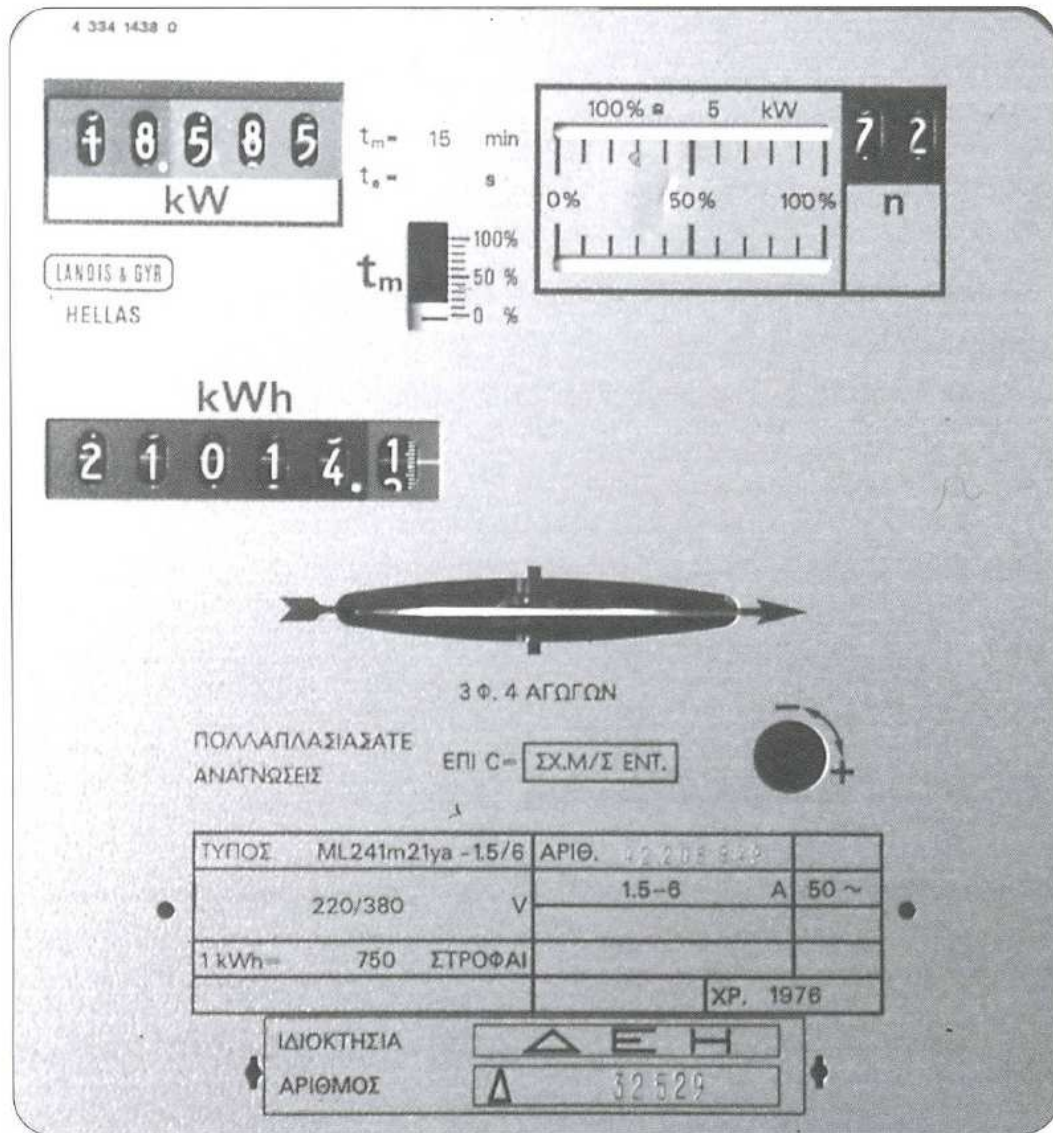 4 334 1438 0
18.585
kW
tm= 15 min
te= s
100% ≙ 5 kW
0% 50% 100%
72
n
LANDIS & GYR
HELLAS
tm
100%
50 %
0 %
kWh
21014.1
3 Φ. 4 ΑΓΩΓΩΝ
ΠΟΛΛΑΠΛΑΣΙΑΣΑΤΕ
ΑΝΑΓΝΩΣΕΙΣ
ΕΠΙ C= ΣΧ.Μ/Σ ΕΝΤ.
− +
ΤΥΠΟΣ ML241m21ya -1.5/6 ΑΡΙΘ.
220/380 V 1.5-6 A 50 ~
1 kWh= 750 ΣΤΡΟΦΑΙ
ΧΡ. 1976
ΙΔΙΟΚΤΗΣΙΑ ΔΕΗ
ΑΡΙΘΜΟΣ Δ 32529